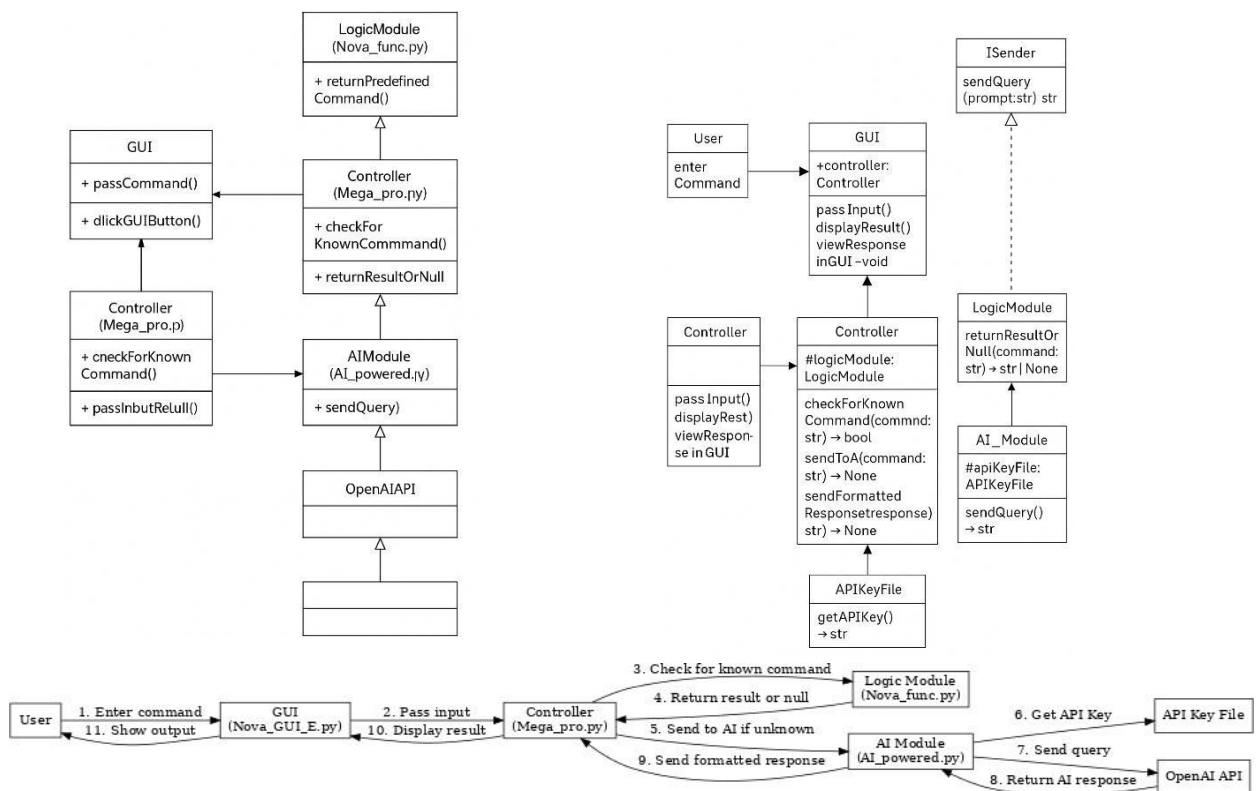 LogicModule
(Nova_func.py)
+ returnPredefined
Command()
GUI
+ passCommand()
+ dlickGUIButton()
Controller
(Mega_pro.py)
+ checkFor
KnownCommmand()
+ returnResultOrNull
Controller
(Mega_pro.p)
+ cneckForKnown
Command()
+ passInbutRelull()
AIModule
(AI_powered.py)
+ sendQuery)
OpenAIAPI
ISender
sendQuery
(prompt:str) str
User
enter
Command
GUI
+controller:
Controller
pass Input()
displayResult()
viewResponse
inGUI –void
Controller
pass Input()
displayRest)
viewRespon-
se in GUI
Controller
#logicModule:
LogicModule
checkForKnown
Command(commnd:
str) → bool
sendToA(command:
str) → None
sendFormatted
Responsetresponse)
str) → None
LogicModule
returnResultOr
Null(command:
str) → str | None
AI_Module
#apiKeyFile:
APIKeyFile
sendQuery()
→ str
APIKeyFile
getAPIKey()
→ str
User
1. Enter command
11. Show output
GUI
(Nova_GUI_E.py)
2. Pass input
10. Display result
Controller
(Mega_pro.py)
3. Check for known command
4. Return result or null
5. Send to AI if unknown
9. Send formatted response
Logic Module
(Nova_func.py)
AI Module
(AI_powered.py)
6. Get API Key
7. Send query
8. Return AI response
API Key File
OpenAI API